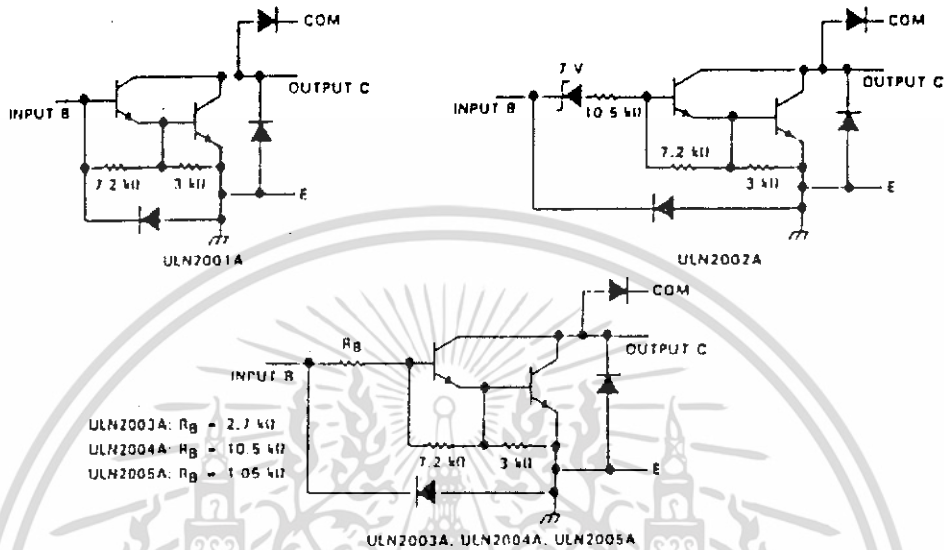 COM
OUTPUT C
INPUT B
7.2 kΩ
3 kΩ
E
ULN2001A
COM
OUTPUT C
7 V
INPUT B
10.5 kΩ
7.2 kΩ
3 kΩ
E
ULN2002A
COM
OUTPUT C
RB
INPUT B
7.2 kΩ
3 kΩ
E
ULN2003A: RB = 2.7 kΩ
ULN2004A: RB = 10.5 kΩ
ULN2005A: RB = 1.05 kΩ
ULN2003A, ULN2004A, ULN2005A